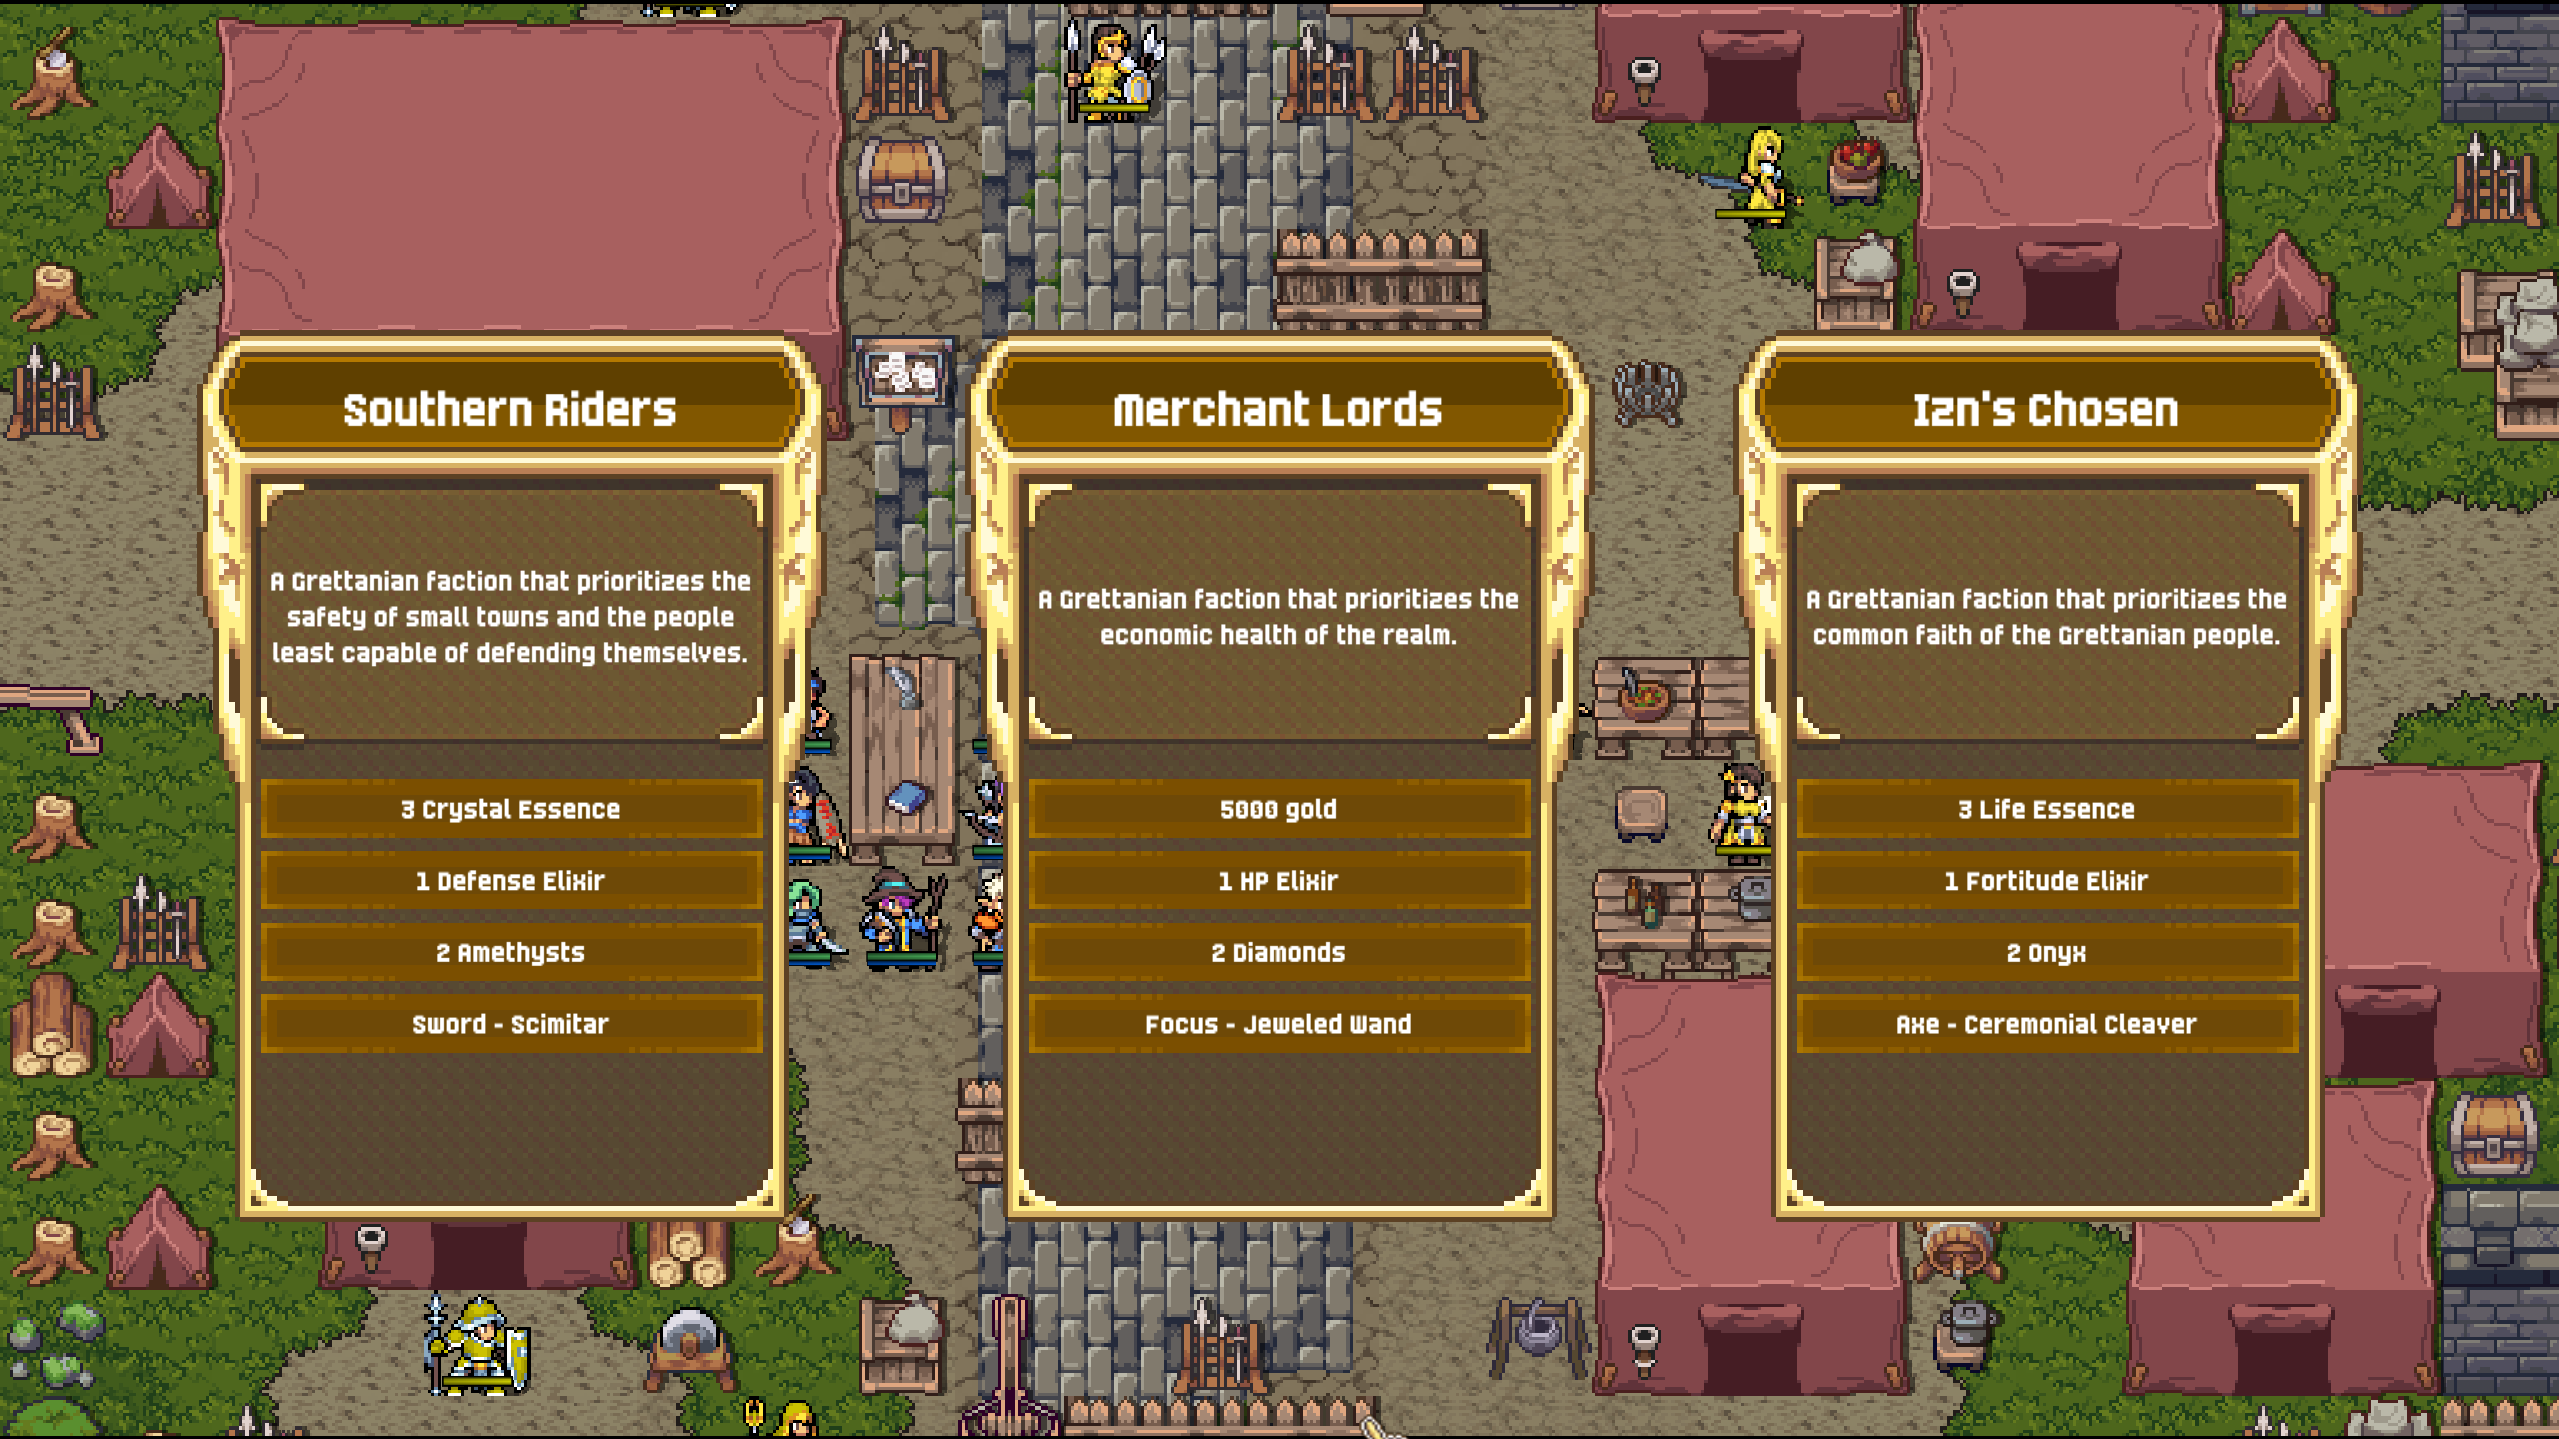 Southern Riders
A Grettanian faction that prioritizes the
safety of small towns and the people
least capable of defending themselves.
3 Crystal Essence
1 Defense Elixir
2 Amethysts
Sword - Scimitar
Merchant Lords
A Grettanian faction that prioritizes the
economic health of the realm.
5000 gold
1 HP Elixir
2 Diamonds
Focus - Jeweled Wand
Izn's Chosen
A Grettanian faction that prioritizes the
common faith of the Grettanian people.
3 Life Essence
1 Fortitude Elixir
2 Onyx
Axe - Ceremonial Cleaver